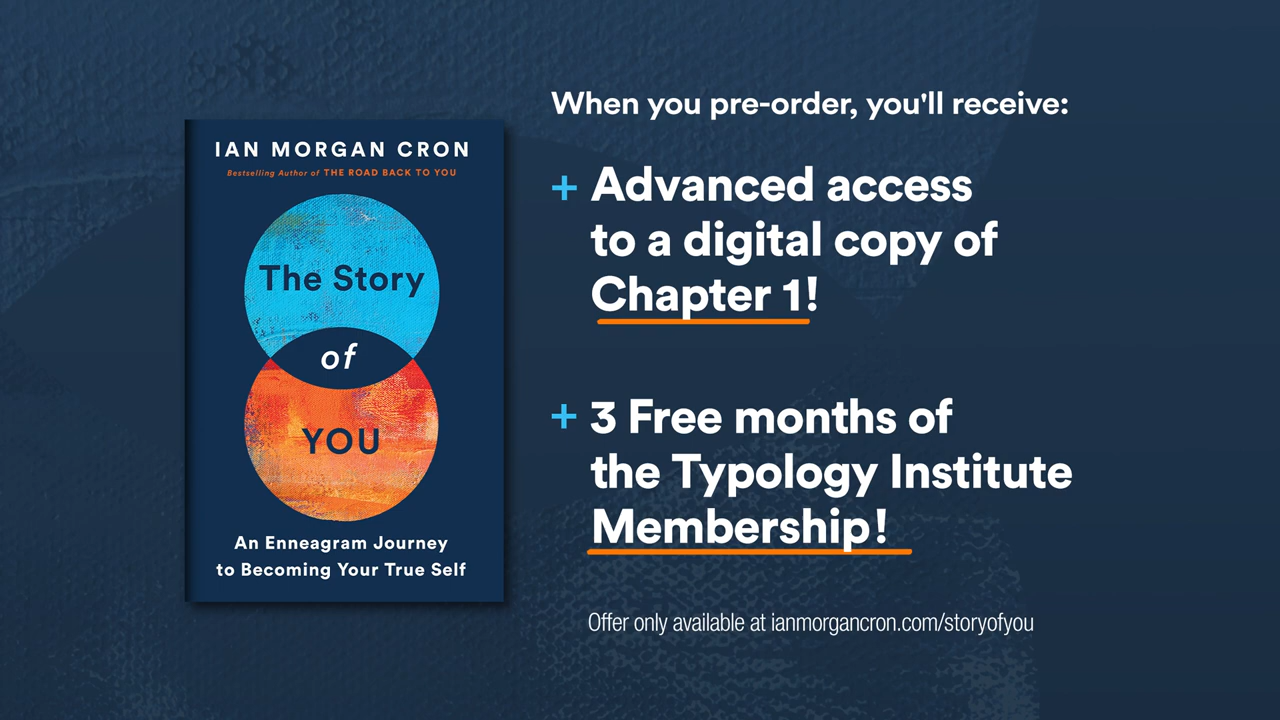 IAN MORGAN CRON
Bestselling Author of THE ROAD BACK TO YOU
The Story
of
YOU
An Enneagram Journey
to Becoming Your True Self
When you pre-order, you'll receive:
+ Advanced access
to a digital copy of
Chapter 1!
+ 3 Free months of
the Typology Institute
Membership!
Offer only available at ianmorgancron.com/storyofyou